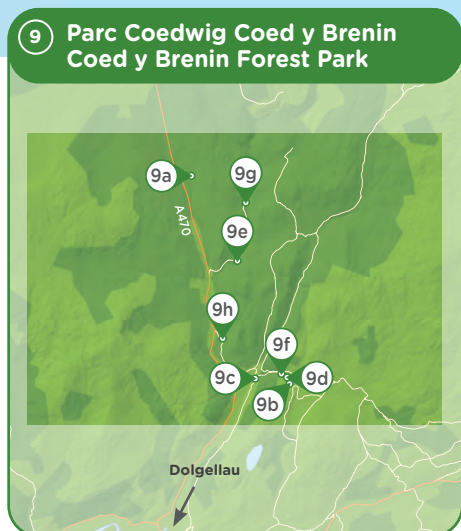 9 Parc Coedwig Coed y Brenin
Coed y Brenin Forest Park
9a
9g
A470
9e
9h
9f
9c
9d
9b
Dolgellau